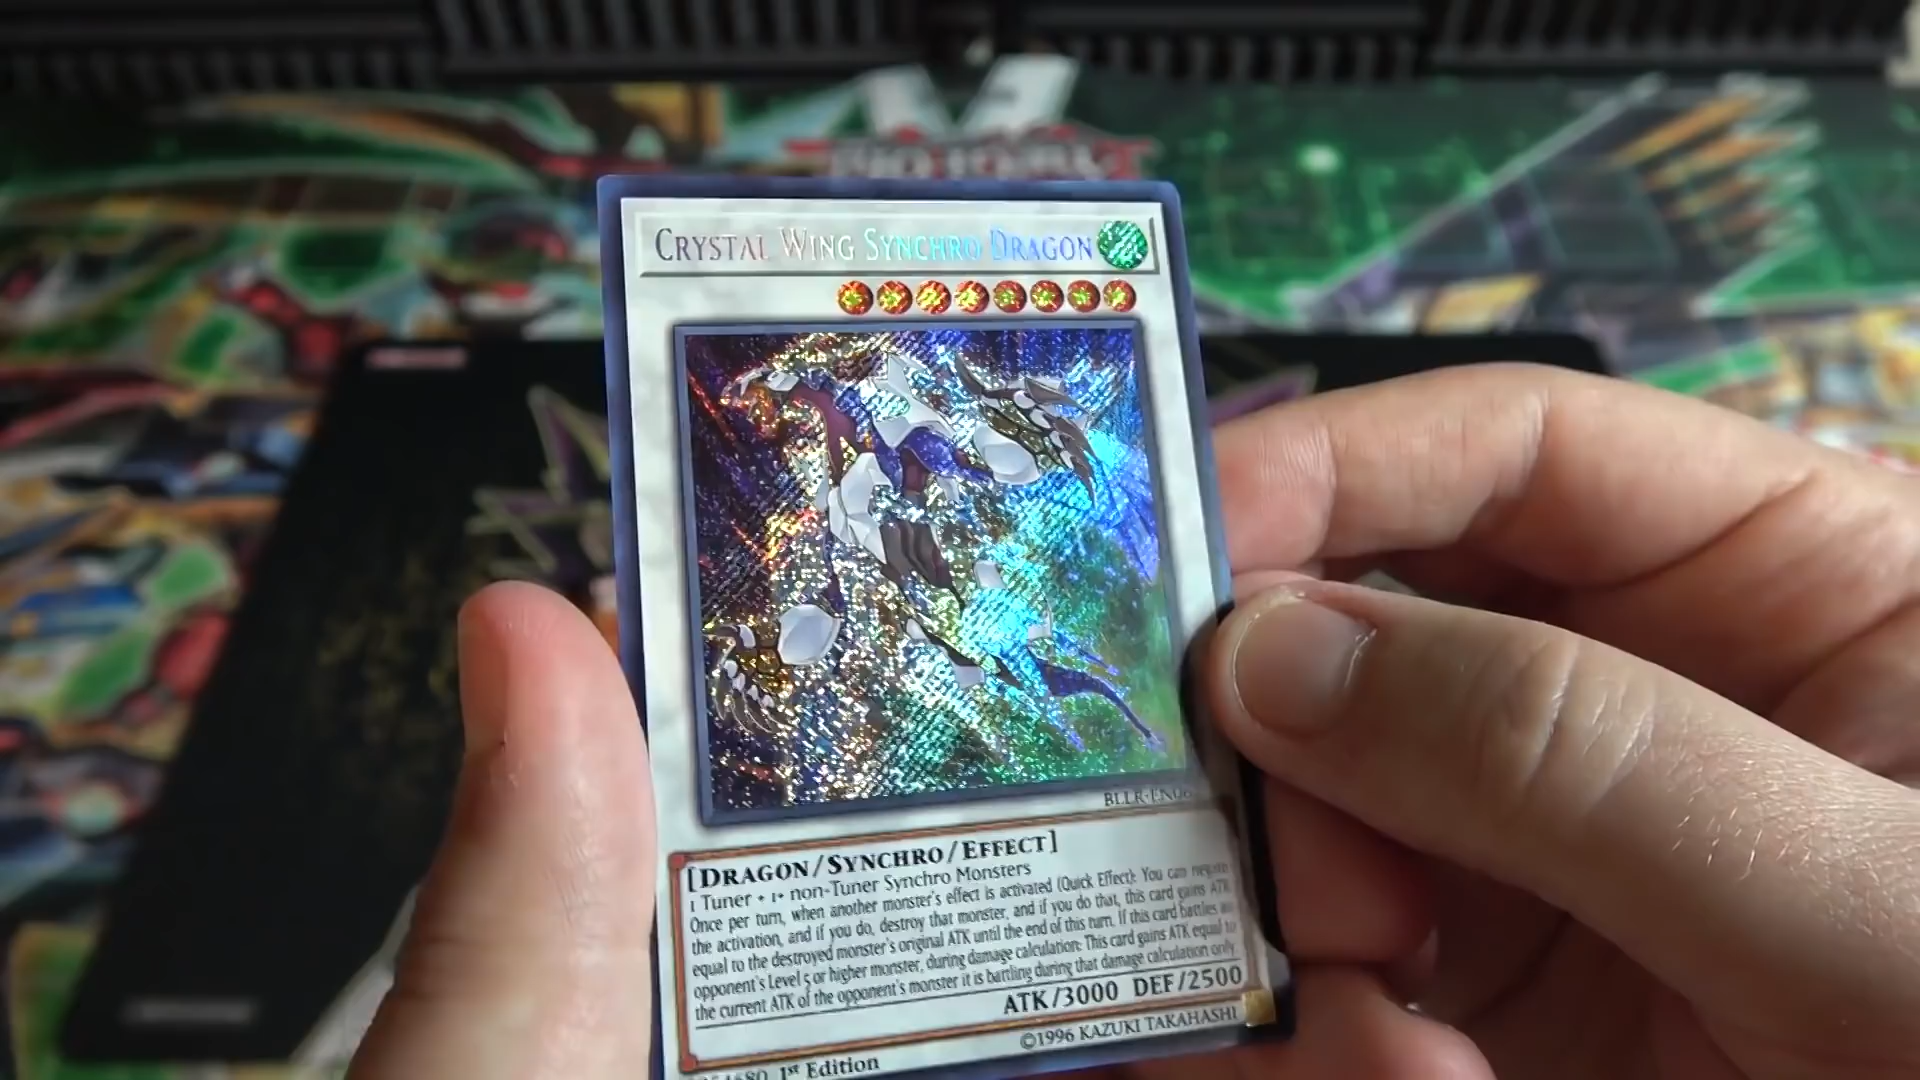 CRYSTAL WING SYNCHRO DRAGON
BLLR-EN0
[DRAGON/SYNCHRO/EFFECT]
1 Tuner + 1+ non-Tuner Synchro Monsters
Once per turn, when another monster's effect is activated (Quick Effect): You can negate
the activation, and if you do, destroy that monster, and if you do that, this card gains ATK
equal to the destroyed monster's original ATK until the end of this turn. If this card battles an
opponent's Level 5 or higher monster, during damage calculation: This card gains ATK equal to
the current ATK of the opponent's monster it is battling during that damage calculation only.
ATK/3000 DEF/2500
1st Edition ©1996 KAZUKI TAKAHASHI